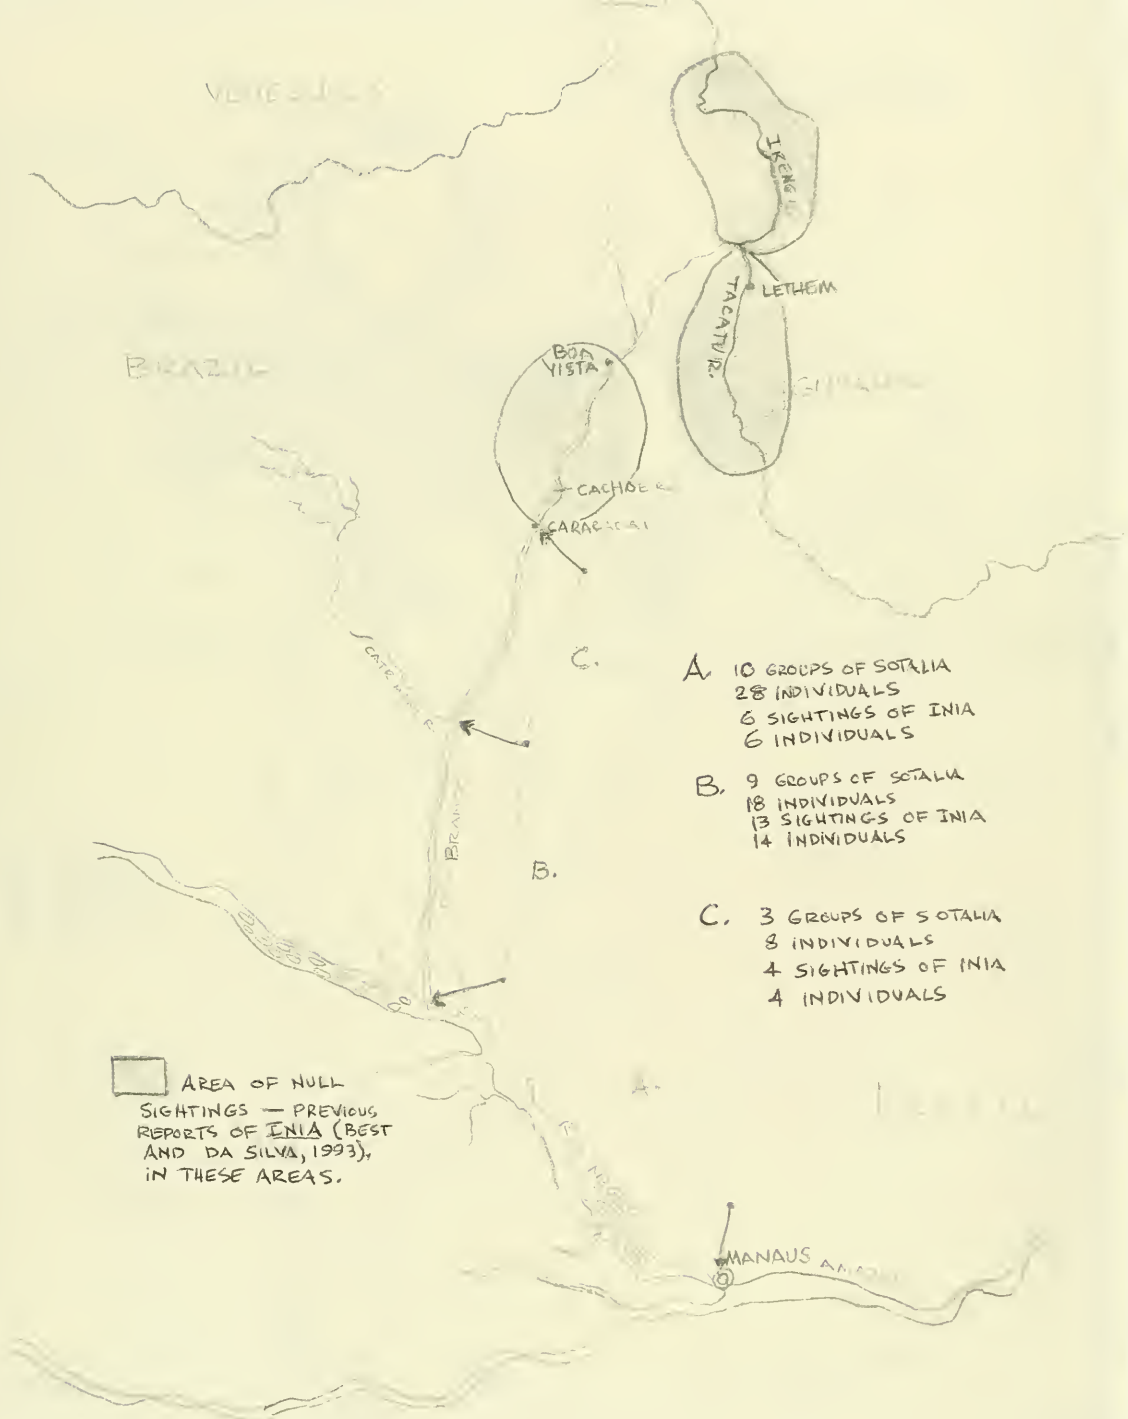 BRAZIL
IRENG
LETHEM
TACATU R.
BOA
VISTA
C.
A. 10 GROUPS OF SOTALIA
28 INDIVIDUALS
6 SIGHTINGS OF INIA
6 INDIVIDUALS
B. 9 GROUPS OF SOTALIA
18 INDIVIDUALS
13 SIGHTINGS OF INIA
14 INDIVIDUALS
B.
C. 3 GROUPS OF SOTALIA
8 INDIVIDUALS
4 SIGHTINGS OF INIA
4 INDIVIDUALS
AREA OF NULL
SIGHTINGS — PREVIOUS
REPORTS OF INIA (BEST
AND DA SILVA, 1993),
IN THESE AREAS.
A.
MANAUS